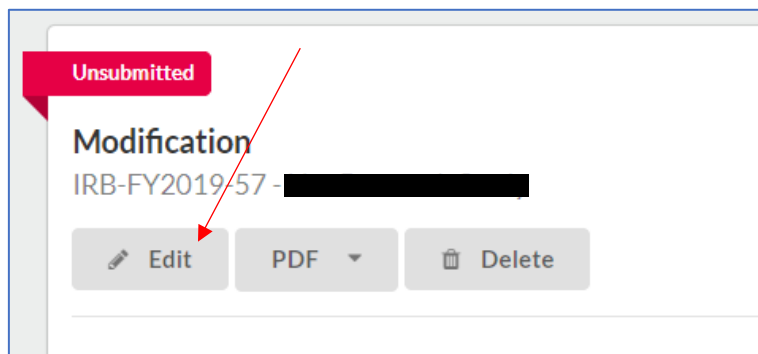 Unsubmitted
Modification
IRB-FY2019-57 -
Edit PDF Delete